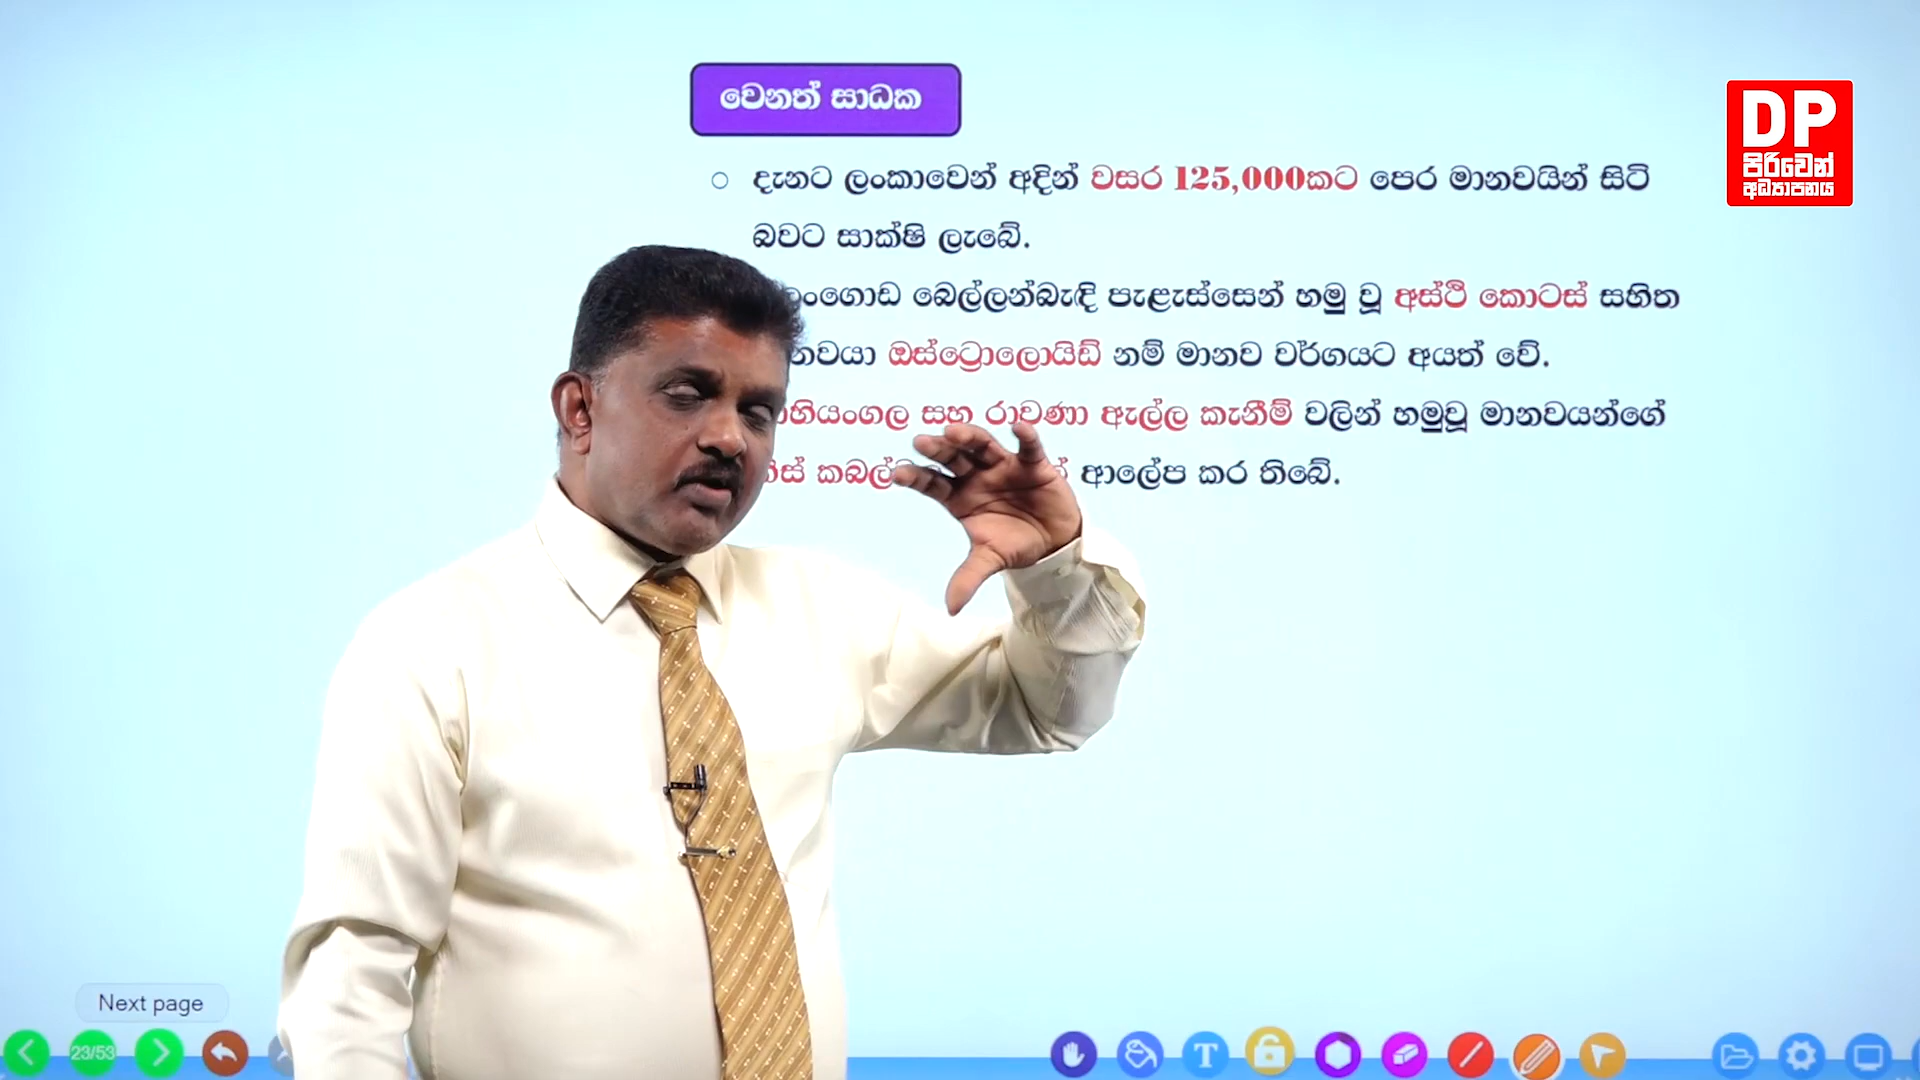 වෙනත් සාධක
DP
පිරිවෙන්
අධ්‍යාපනය
දැනට ලංකාවෙන් අදින් වසර 125,000කට පෙර මානවයින් සිටි
බවට සාක්ෂි ලැබේ.
බෙල්ලන්බැඳි පැළැස්සෙන් හමු වූ අස්ථි කොටස් සහිත
ඔස්ට්‍රොලොයිඩ් නම් මානව වර්ගයට අයත් වේ.
සහ රාවණා ඇල්ල කැනීම් වලින් හමුවූ මානවයන්ගේ
ආලේප කර තිබේ.
Next page
23/53
T